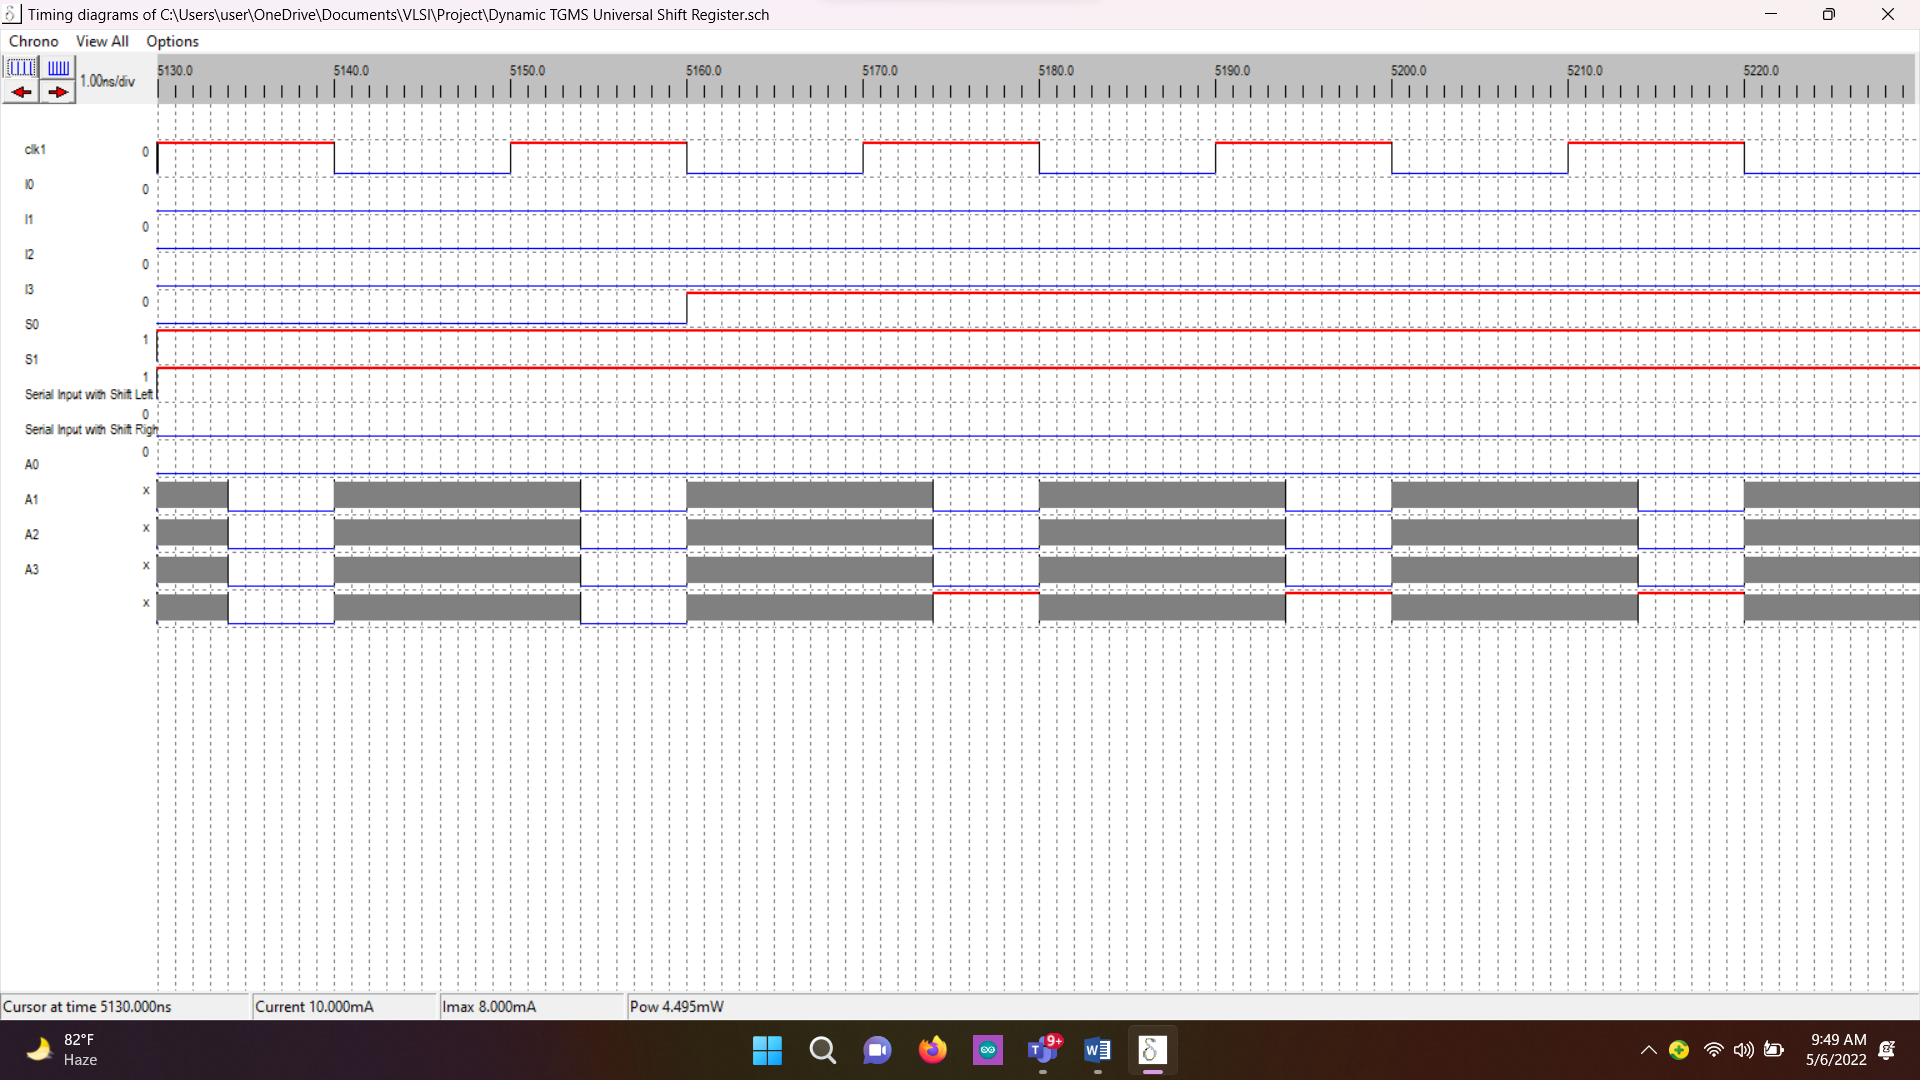 Timing diagrams of C:\Users\user\OneDrive\Documents\VLSI\Project\Dynamic TGMS Universal Shift Register.sch
Chrono View All Options
1.00ns/div
5130.0 5140.0 5150.0 5160.0 5170.0 5180.0 5190.0 5200.0 5210.0 5220.0
clk1 0
I0 0
I1 0
I2 0
I3 0
S0 1
S1 1
Serial Input with Shift Left 0
Serial Input with Shift Righ 0
A0 x
A1 x
A2 x
A3 x
Cursor at time 5130.000ns Current 10.000mA Imax 8.000mA Pow 4.495mW
82°F
Haze
9+
9:49 AM
5/6/2022